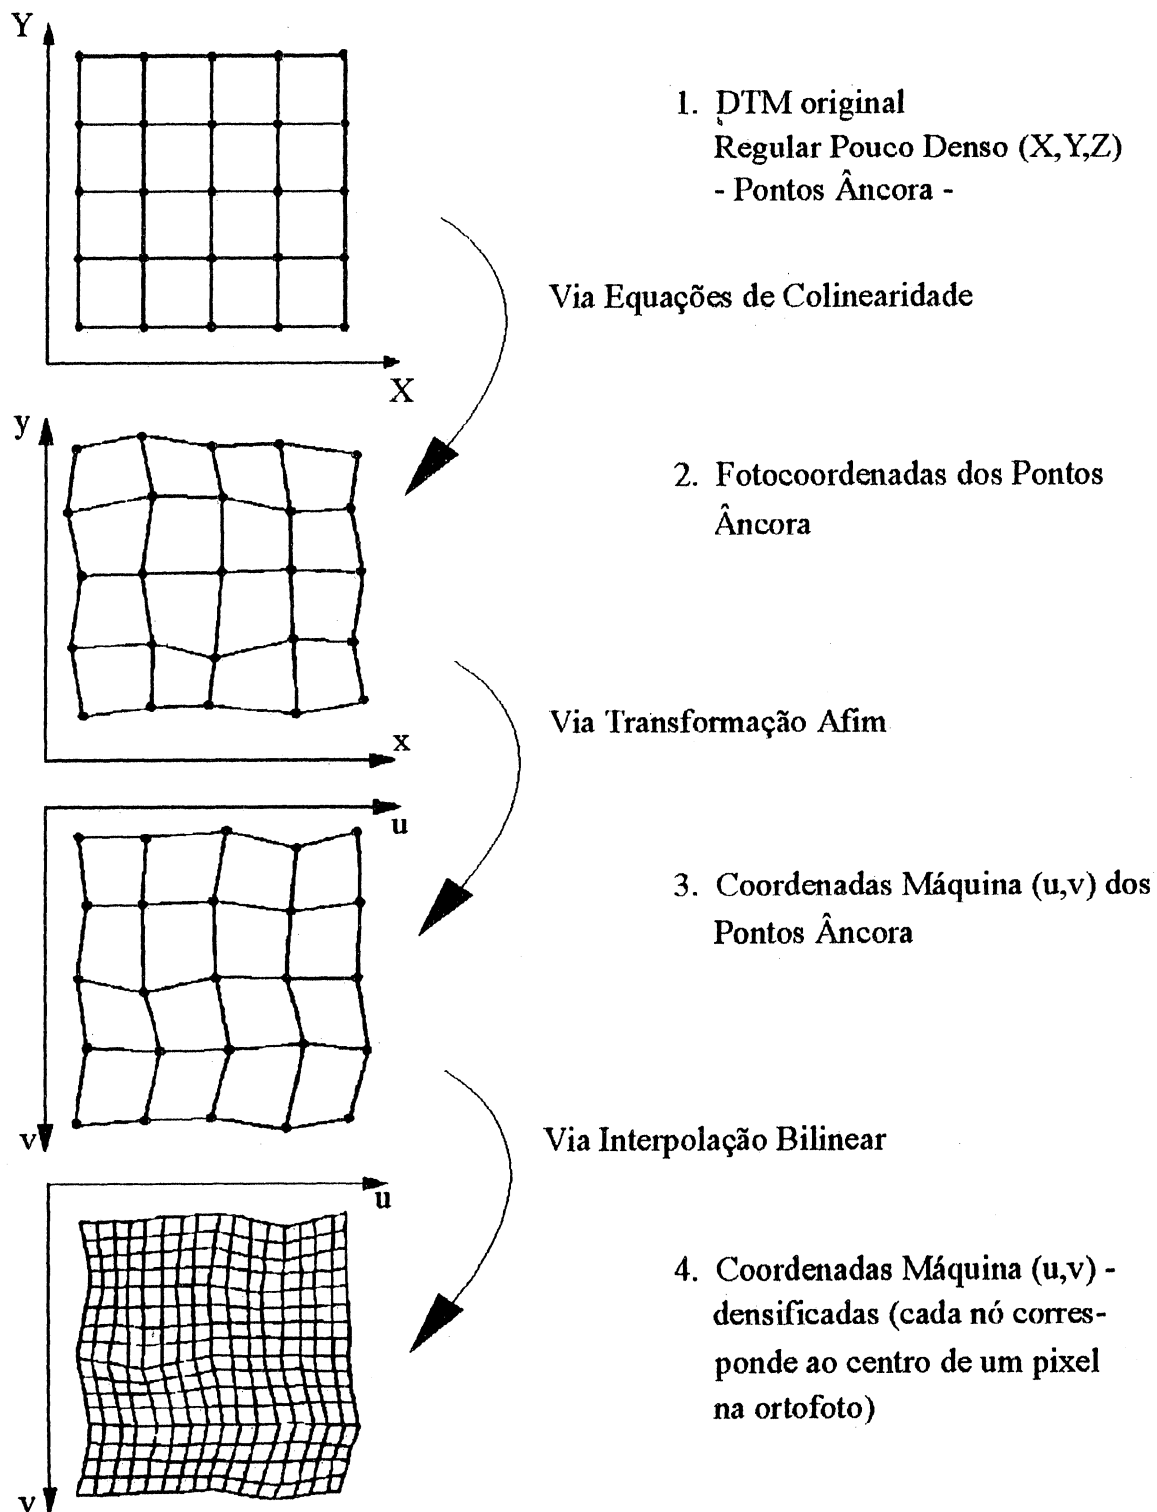 Y
1. DTM original
Regular Pouco Denso (X,Y,Z)
- Pontos Âncora -
Via Equações de Colinearidade
X
y
2. Fotocoordenadas dos Pontos
Âncora
Via Transformação Afim
x
u
3. Coordenadas Máquina (u,v) dos
Pontos Âncora
v
Via Interpolação Bilinear
u
4. Coordenadas Máquina (u,v) -
densificadas (cada nó corres-
ponde ao centro de um pixel
na ortofoto)
v